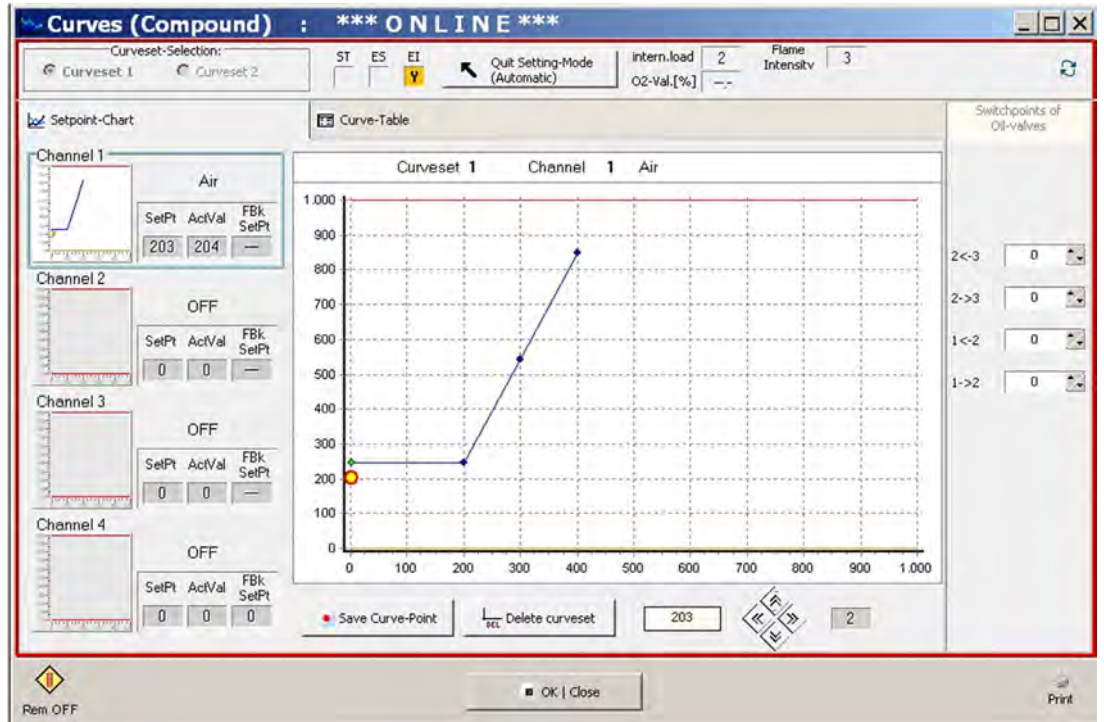 Curves (Compound) : *** O N L I N E ***
Curveset-Selection:
Curveset 1 Curveset 2
ST ES EI
Y
Quit Setting-Mode
(Automatic)
intern.load 2
O2-Val.[%] --.-
Flame
Intensity 3
Setpoint-Chart
Curve-Table
Switchpoints of
Oil-valves
Channel 1
Air
SetPt ActVal FBk
SetPt
203 204 ---
Channel 2
OFF
SetPt ActVal FBk
SetPt
0 0 ---
Channel 3
OFF
SetPt ActVal FBk
SetPt
0 0 ---
Channel 4
OFF
SetPt ActVal FBk
SetPt
0 0 0
Curveset 1 Channel 1 Air
1.000
900
800
700
600
500
400
300
200
100
0
0 100 200 300 400 500 600 700 800 900 1.000
2<-3 0
2->3 0
1<-2 0
1->2 0
Save Curve-Point
DEL Delete curveset
203
2
Rem OFF
OK | Close
Print